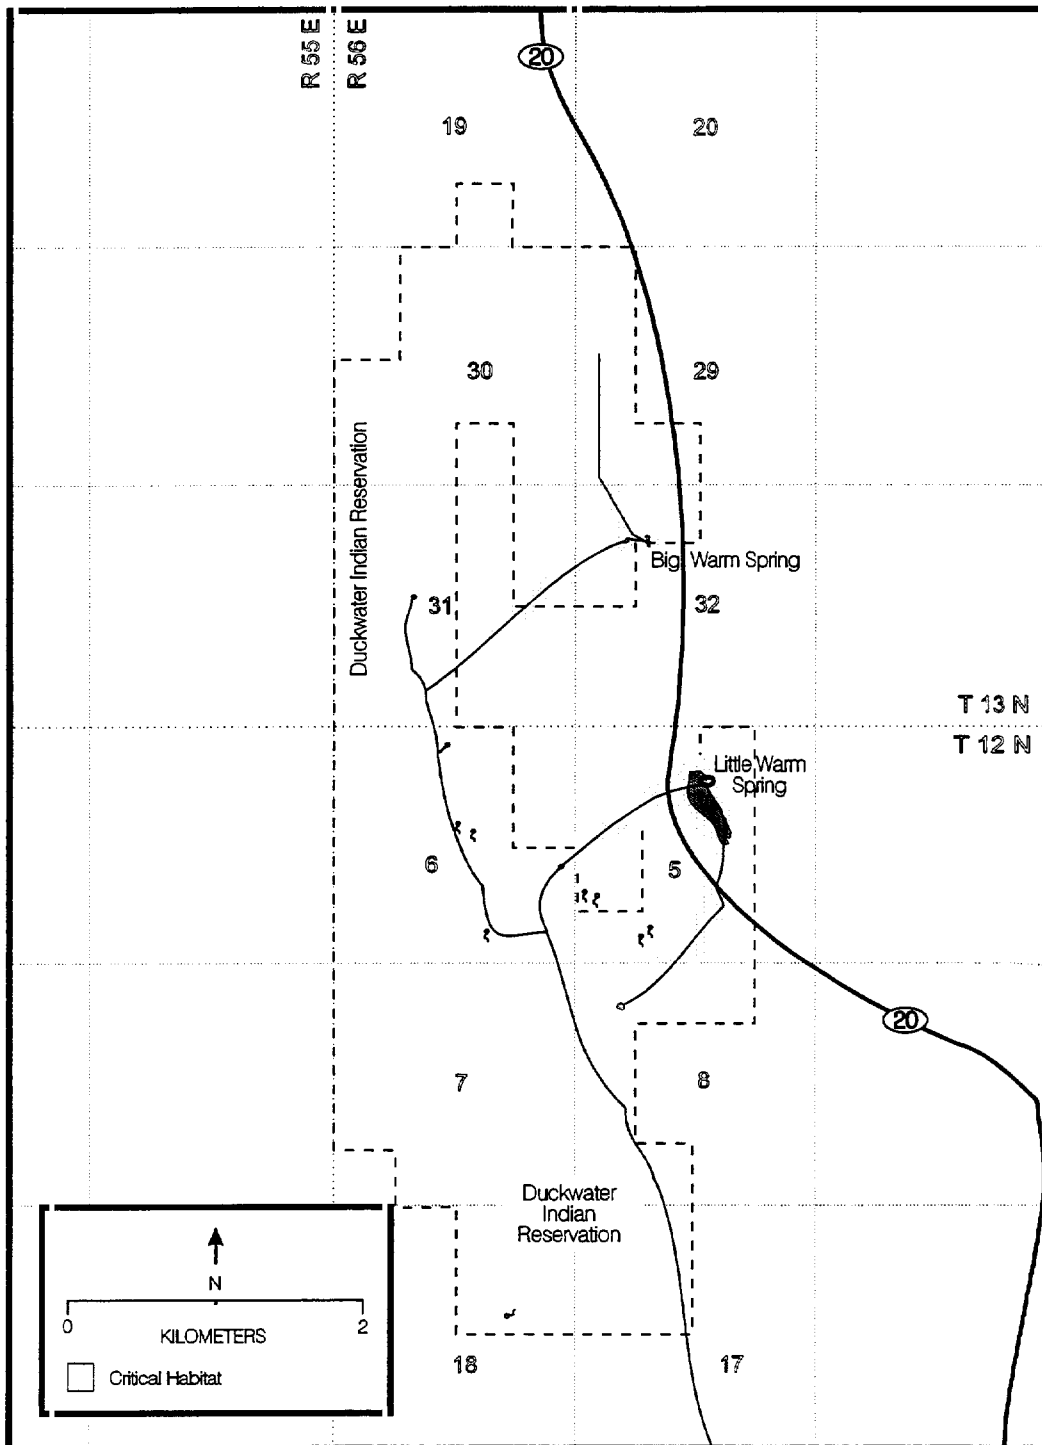 R 55 E
R 56 E
20
19
20
30
29
Duckwater Indian Reservation
Big Warm Spring
31
32
T 13 N
T 12 N
Little Warm
Spring
6
5
20
7
8
Duckwater
Indian
Reservation
N
0
2
KILOMETERS
Critical Habitat
18
17